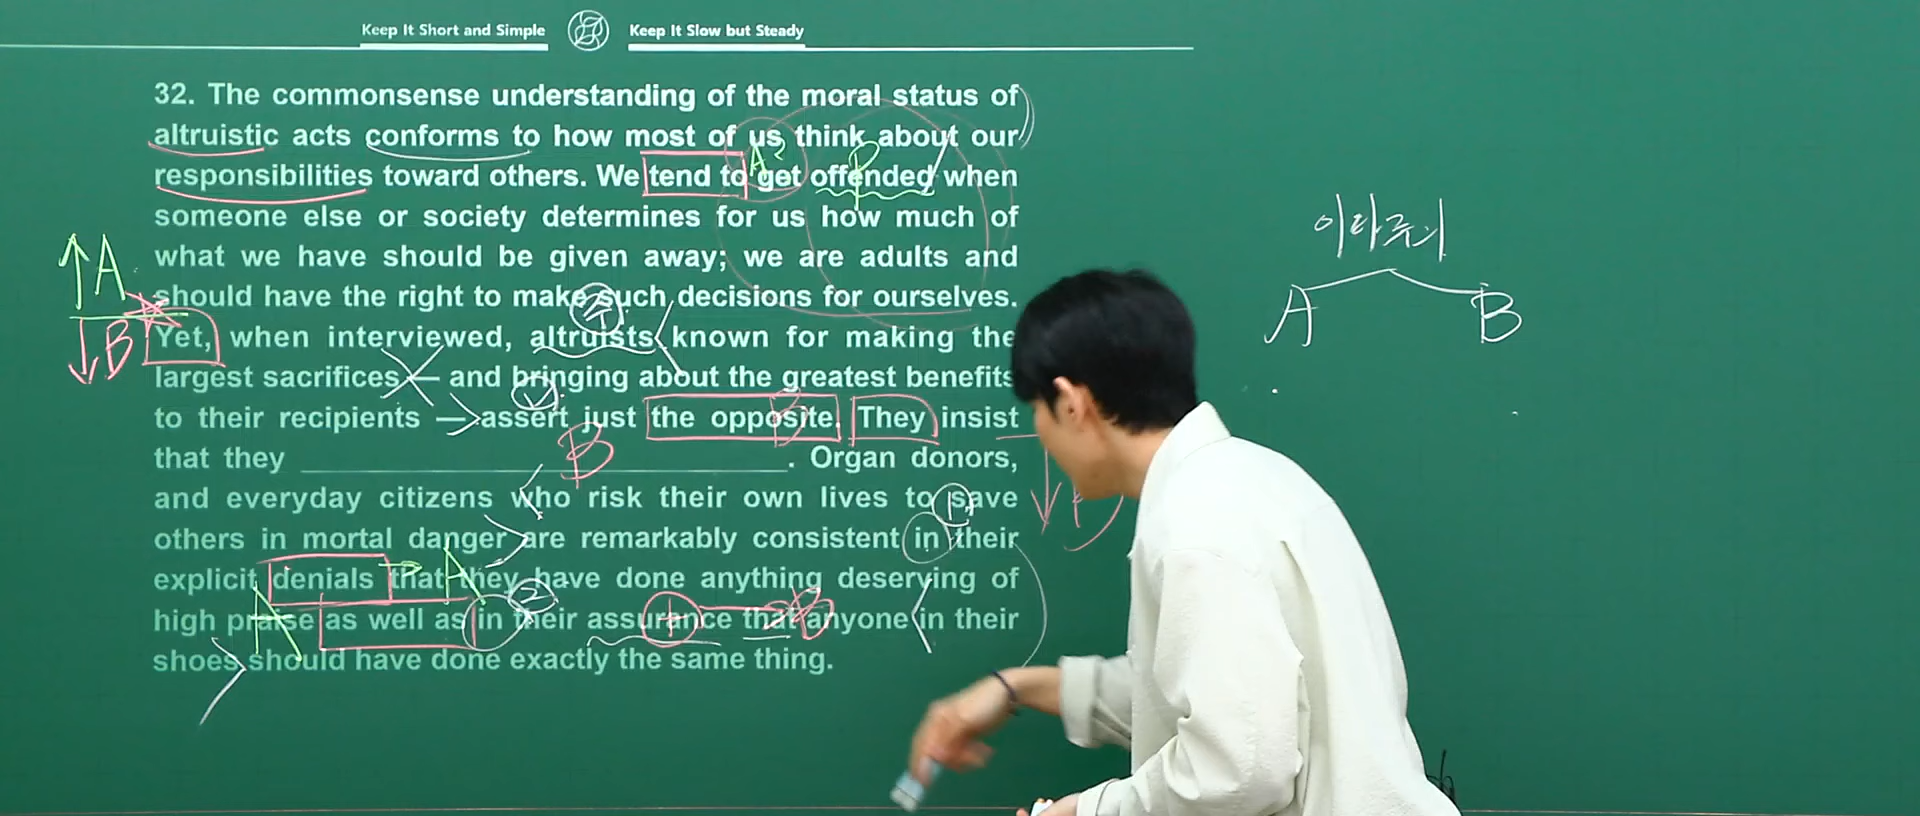 Keep It Short and Simple
Keep It Slow but Steady
32. The commonsense understanding of the moral status of
altruistic acts conforms to how most of us think about our
responsibilities toward others. We tend to get offended when
someone else or society determines for us how much of
what we have should be given away; we are adults and
should have the right to make such decisions for ourselves.
Yet, when interviewed, altruists known for making the
largest sacrifices — and bringing about the greatest benefits
to their recipients — assert just the opposite. They insist
that they ______________________________. Organ donors,
and everyday citizens who risk their own lives to save
others in mortal danger are remarkably consistent in their
explicit denials that they have done anything deserving of
high praise as well as in their assurance that anyone in their
shoes should have done exactly the same thing.
A?
P
↑A
↓B
주
V
B
B
1
→ A
A
2
+
B
이타주의
A B